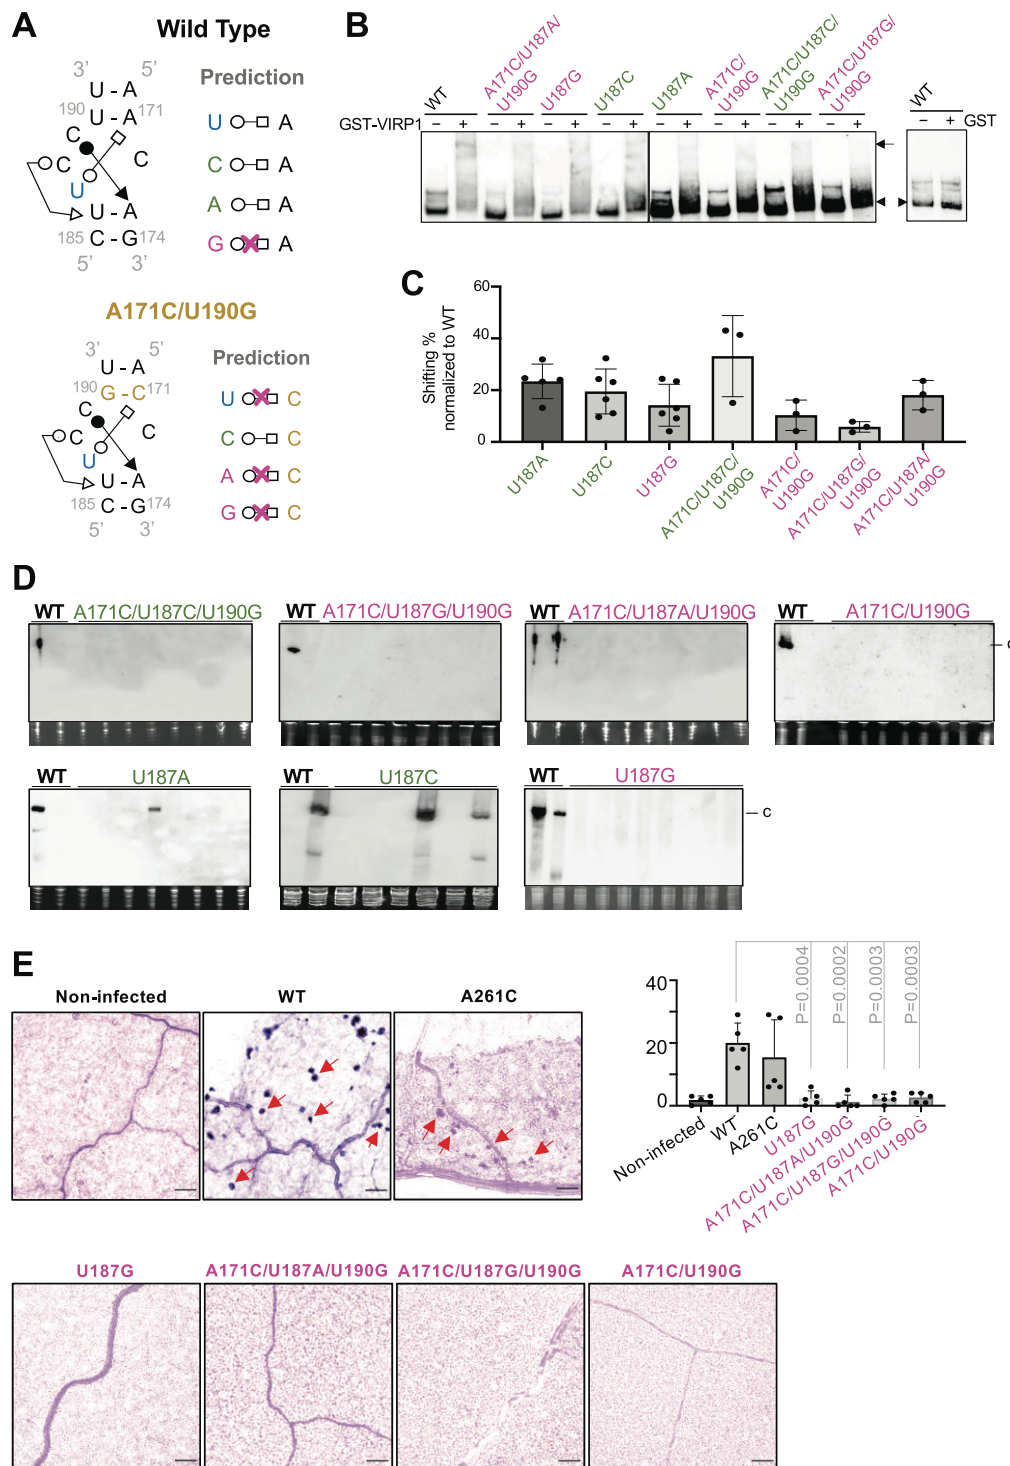 A
Wild Type
3' 5'
U - A
190 U - A 171
C
C C
U
U - A
185 C - G 174
5' 3'
Prediction
U A
C A
A A
G A
A171C/U190G
3' 5'
U - A
190 G - C 171
C
C C
U
U - A
185 C - G 174
5' 3'
Prediction
U C
C C
A C
G C
B
WT
A171C/U187A/
U190G
U187G
U187C
U187A
A171C/
U190G
A171C/U187C/
U190G
A171C/U187G/
U190G
WT
GST-VIRP1 − + − + − + − + − + − + − + − + − + GST
C
Shifting %
normalized to WT
60
40
20
0
U187A
U187C
U187G
A171C/U187C/
U190G
A171C/
U190G
A171C/U187G/
U190G
A171C/U187A/
U190G
D
WT A171C/U187C/U190G
WT A171C/U187G/U190G
WT A171C/U187A/U190G
WT A171C/U190G
WT U187A
WT U187C
WT U187G
c
E
Non-infected
WT
A261C
40
20
0
P=0.0004
P=0.0002
P=0.0003
P=0.0003
Non-infected
WT
A261C
U187G
A171C/U187A/U190G
A171C/U187G/U190G
A171C/U190G
U187G
A171C/U187A/U190G
A171C/U187G/U190G
A171C/U190G